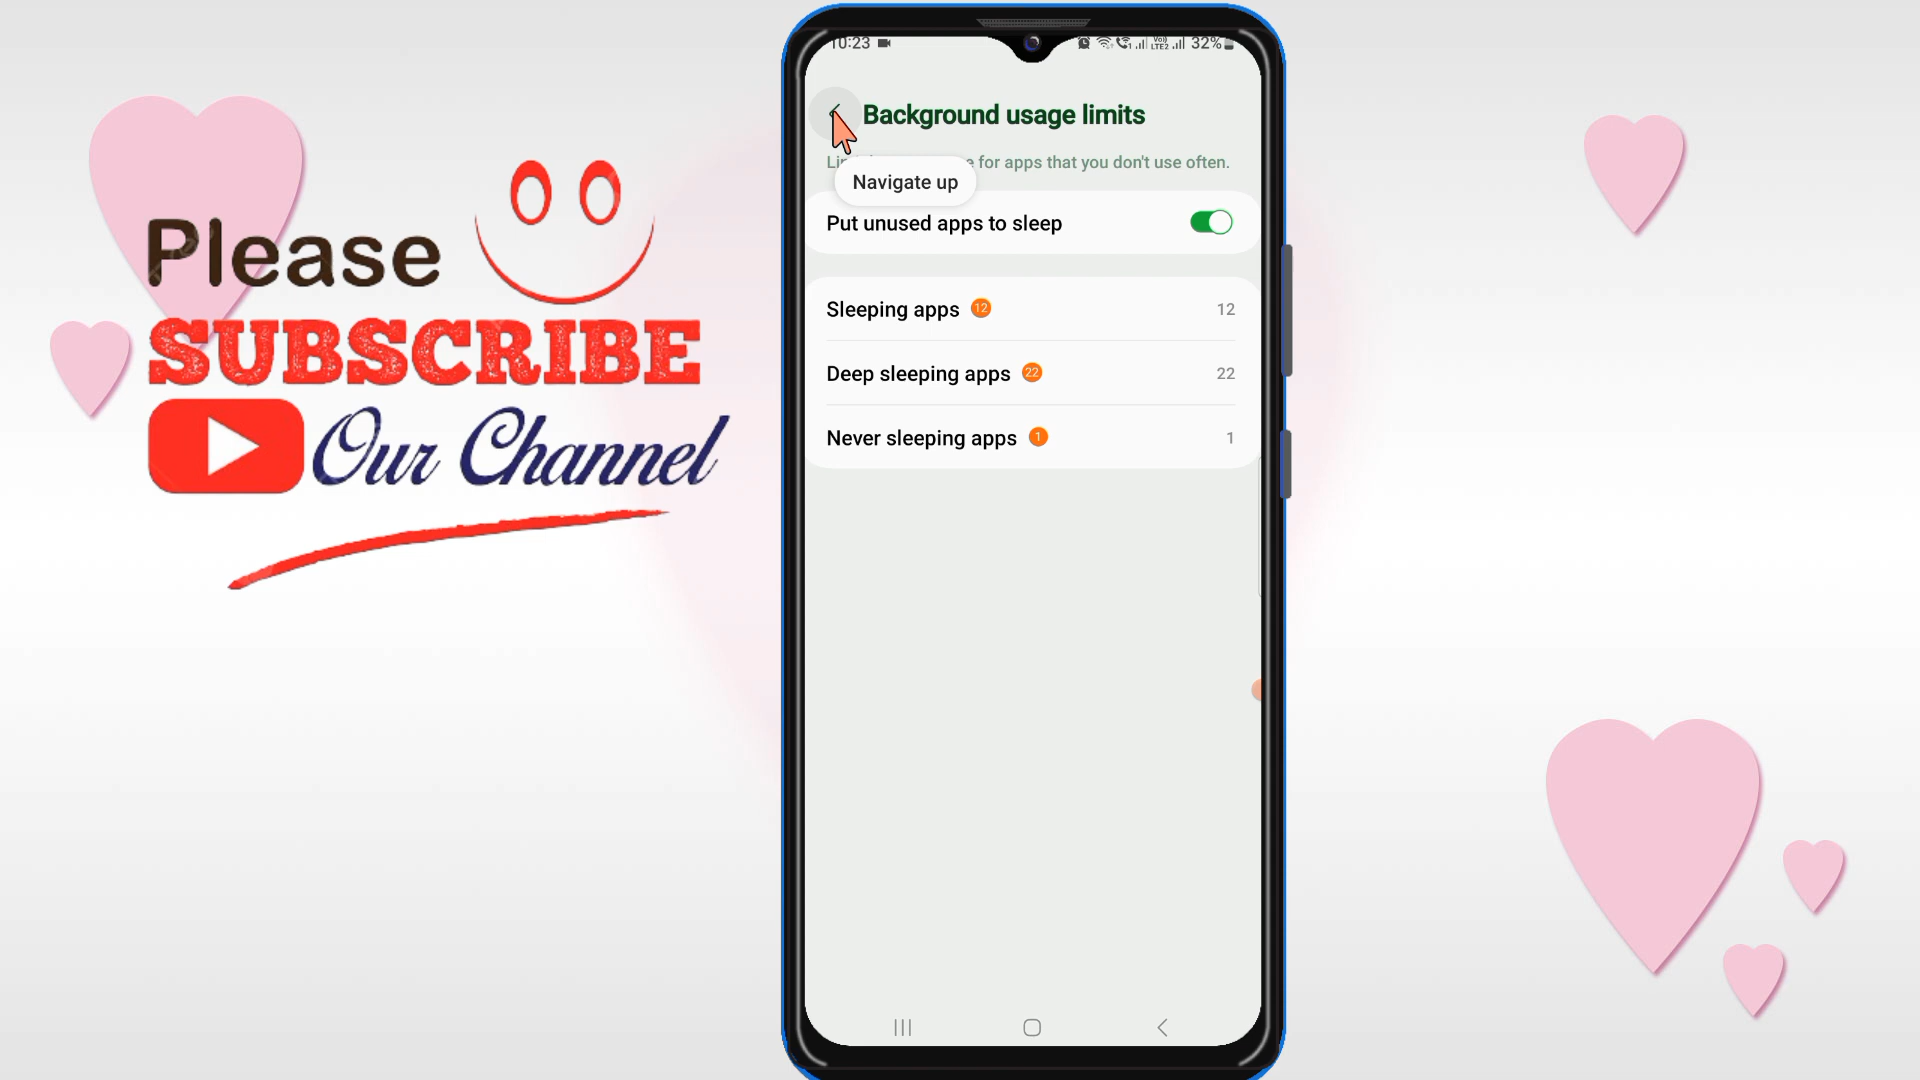 Please
SUBSCRIBE
Our Channel
10:23 32%
Background usage limits
for apps that you don't use often.
Navigate up
Put unused apps to sleep
Sleeping apps 12 12
Deep sleeping apps 22 22
Never sleeping apps 1 1